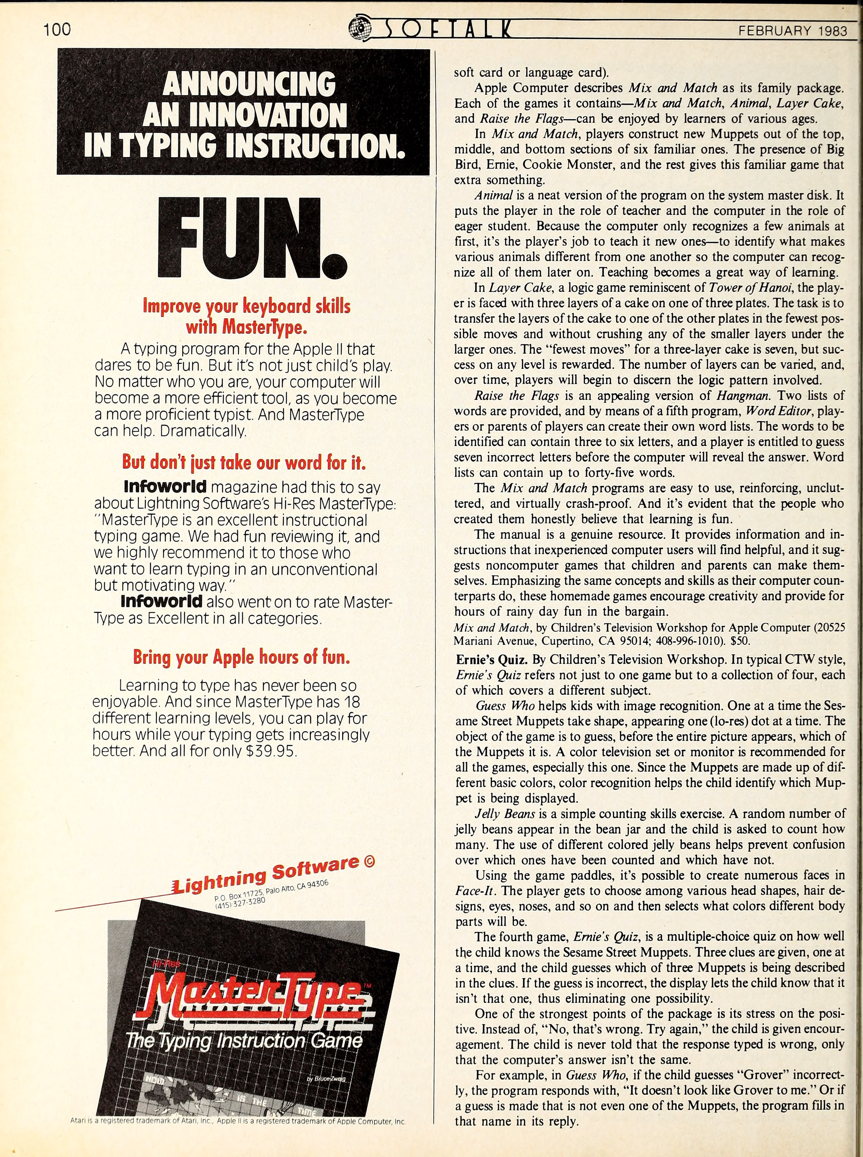 100
SOFTALK
FEBRUARY 1983
ANNOUNCING
AN INNOVATION
IN TYPING INSTRUCTION.
FUN.
Improve your keyboard skills
with MasterType.
A typing program for the Apple II that
dares to be fun. But it's not just child's play.
No matter who you are, your computer will
become a more efficient tool, as you become
a more proficient typist. And MasterType
can help. Dramatically.
But don't just take our word for it.
Infoworld magazine had this to say
about Lightning Software's Hi-Res MasterType:
"MasterType is an excellent instructional
typing game. We had fun reviewing it, and
we highly recommend it to those who
want to learn typing in an unconventional
but motivating way."
Infoworld also went on to rate Master-
Type as Excellent in all categories.
Bring your Apple hours of fun.
Learning to type has never been so
enjoyable. And since MasterType has 18
different learning levels, you can play for
hours while your typing gets increasingly
better. And all for only $39.95.
Lightning Software ©
P.O. Box 11725, Palo Alto, CA 94306
(415) 327-3280
Hi-Res
MasterType™
The Typing Instruction Game
by Bruce Zweig
NOW
IS THE
TIME
Atari is a registered trademark of Atari, Inc., Apple II is a registered trademark of Apple Computer, Inc.
soft card or language card).
Apple Computer describes Mix and Match as its family package.
Each of the games it contains—Mix and Match, Animal, Layer Cake,
and Raise the Flags—can be enjoyed by learners of various ages.
In Mix and Match, players construct new Muppets out of the top,
middle, and bottom sections of six familiar ones. The presence of Big
Bird, Ernie, Cookie Monster, and the rest gives this familiar game that
extra something.
Animal is a neat version of the program on the system master disk. It
puts the player in the role of teacher and the computer in the role of
eager student. Because the computer only recognizes a few animals at
first, it's the player's job to teach it new ones—to identify what makes
various animals different from one another so the computer can recog-
nize all of them later on. Teaching becomes a great way of learning.
In Layer Cake, a logic game reminiscent of Tower of Hanoi, the play-
er is faced with three layers of a cake on one of three plates. The task is to
transfer the layers of the cake to one of the other plates in the fewest pos-
sible moves and without crushing any of the smaller layers under the
larger ones. The "fewest moves" for a three-layer cake is seven, but suc-
cess on any level is rewarded. The number of layers can be varied, and,
over time, players will begin to discern the logic pattern involved.
Raise the Flags is an appealing version of Hangman. Two lists of
words are provided, and by means of a fifth program, Word Editor, play-
ers or parents of players can create their own word lists. The words to be
identified can contain three to six letters, and a player is entitled to guess
seven incorrect letters before the computer will reveal the answer. Word
lists can contain up to forty-five words.
The Mix and Match programs are easy to use, reinforcing, unclut-
tered, and virtually crash-proof. And it's evident that the people who
created them honestly believe that learning is fun.
The manual is a genuine resource. It provides information and in-
structions that inexperienced computer users will find helpful, and it sug-
gests noncomputer games that children and parents can make them-
selves. Emphasizing the same concepts and skills as their computer coun-
terparts do, these homemade games encourage creativity and provide for
hours of rainy day fun in the bargain.
Mix and Match, by Children's Television Workshop for Apple Computer (20525
Mariani Avenue, Cupertino, CA 95014; 408-996-1010). $50.
Ernie's Quiz. By Children's Television Workshop. In typical CTW style,
Ernie's Quiz refers not just to one game but to a collection of four, each
of which covers a different subject.
Guess Who helps kids with image recognition. One at a time the Ses-
ame Street Muppets take shape, appearing one (lo-res) dot at a time. The
object of the game is to guess, before the entire picture appears, which of
the Muppets it is. A color television set or monitor is recommended for
all the games, especially this one. Since the Muppets are made up of dif-
ferent basic colors, color recognition helps the child identify which Mup-
pet is being displayed.
Jelly Beans is a simple counting skills exercise. A random number of
jelly beans appear in the bean jar and the child is asked to count how
many. The use of different colored jelly beans helps prevent confusion
over which ones have been counted and which have not.
Using the game paddles, it's possible to create numerous faces in
Face-It. The player gets to choose among various head shapes, hair de-
signs, eyes, noses, and so on and then selects what colors different body
parts will be.
The fourth game, Ernie's Quiz, is a multiple-choice quiz on how well
the child knows the Sesame Street Muppets. Three clues are given, one at
a time, and the child guesses which of three Muppets is being described
in the clues. If the guess is incorrect, the display lets the child know that it
isn't that one, thus eliminating one possibility.
One of the strongest points of the package is its stress on the posi-
tive. Instead of, "No, that's wrong. Try again," the child is given encour-
agement. The child is never told that the response typed is wrong, only
that the computer's answer isn't the same.
For example, in Guess Who, if the child guesses "Grover" incorrect-
ly, the program responds with, "It doesn't look like Grover to me." Or if
a guess is made that is not even one of the Muppets, the program fills in
that name in its reply.